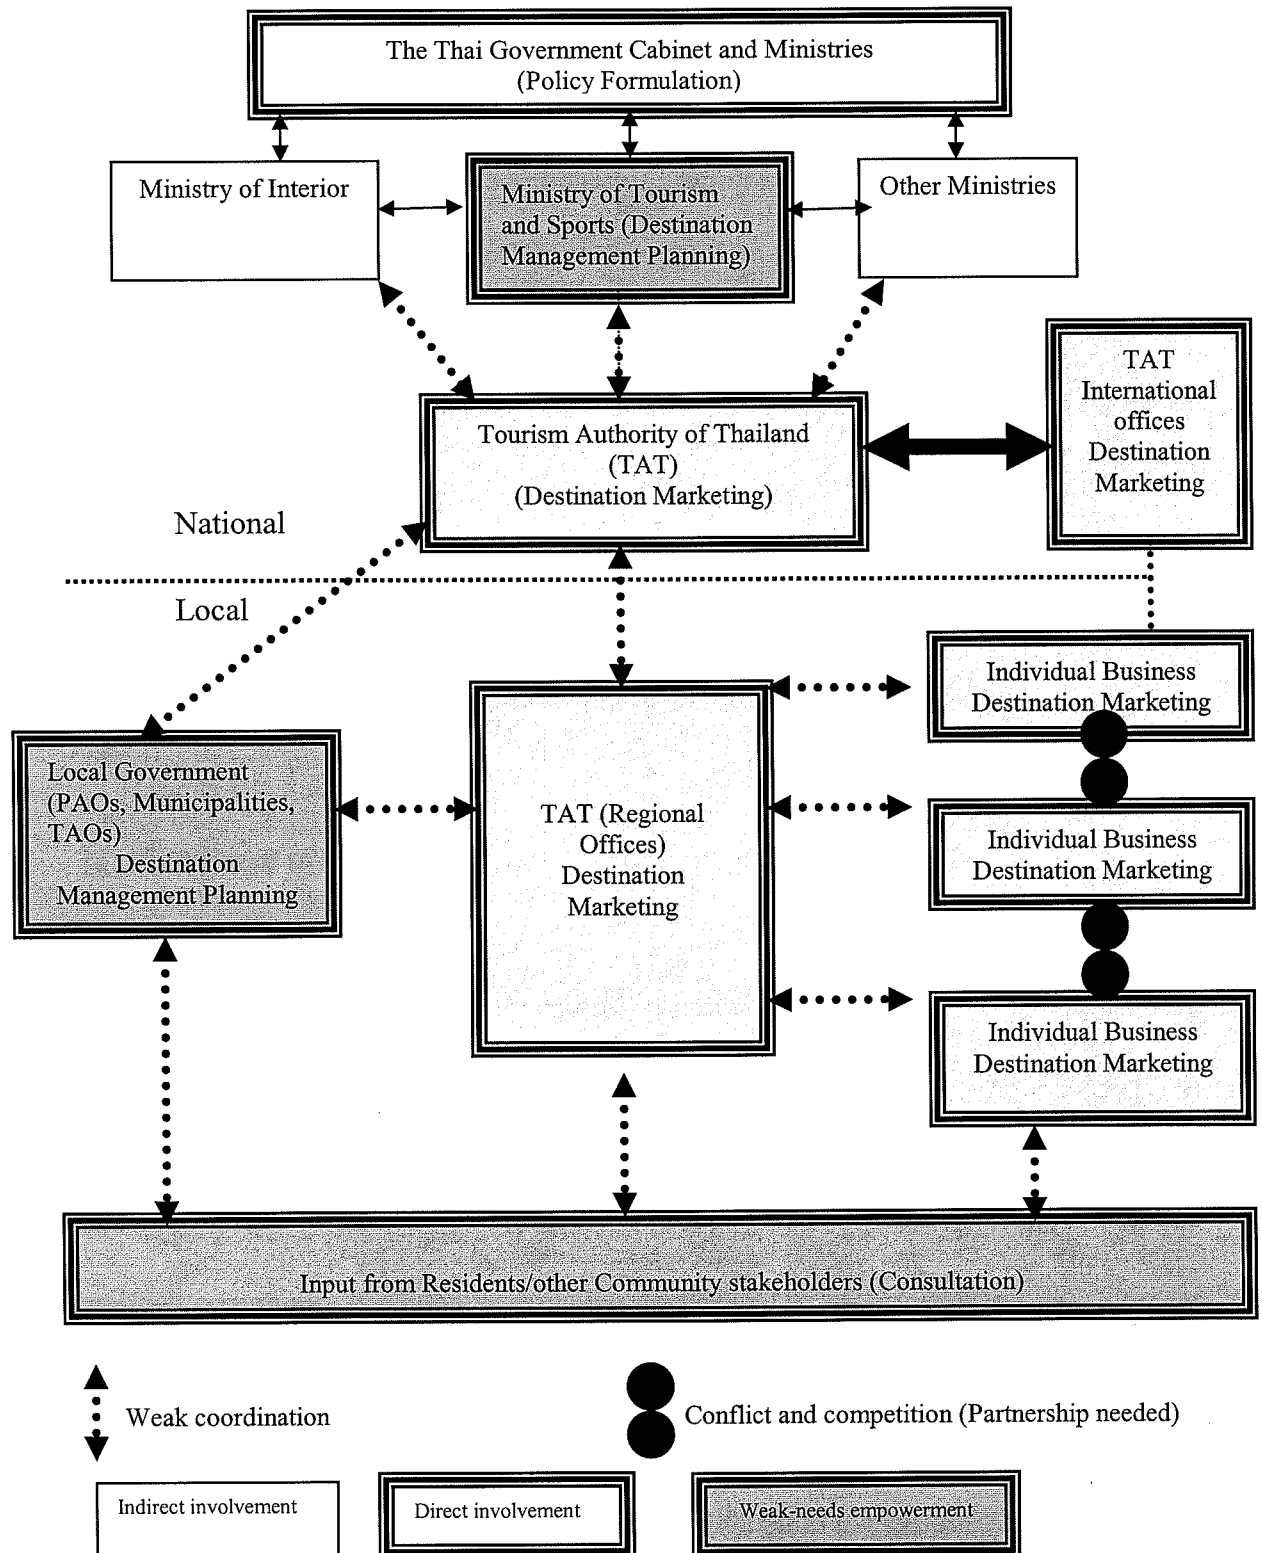 The Thai Government Cabinet and Ministries
(Policy Formulation)
Ministry of Interior
Ministry of Tourism
and Sports (Destination
Management Planning)
Other Ministries
TAT
International
offices
Destination
Marketing
Tourism Authority of Thailand
(TAT)
(Destination Marketing)
National
Local
Individual Business
Destination Marketing
Local Government
(PAOs, Municipalities,
TAOs)
Destination
Management Planning
TAT (Regional
Offices)
Destination
Marketing
Individual Business
Destination Marketing
Individual Business
Destination Marketing
Input from Residents/other Community stakeholders (Consultation)
Weak coordination
Conflict and competition (Partnership needed)
Indirect involvement
Direct involvement
Weak-needs empowerment